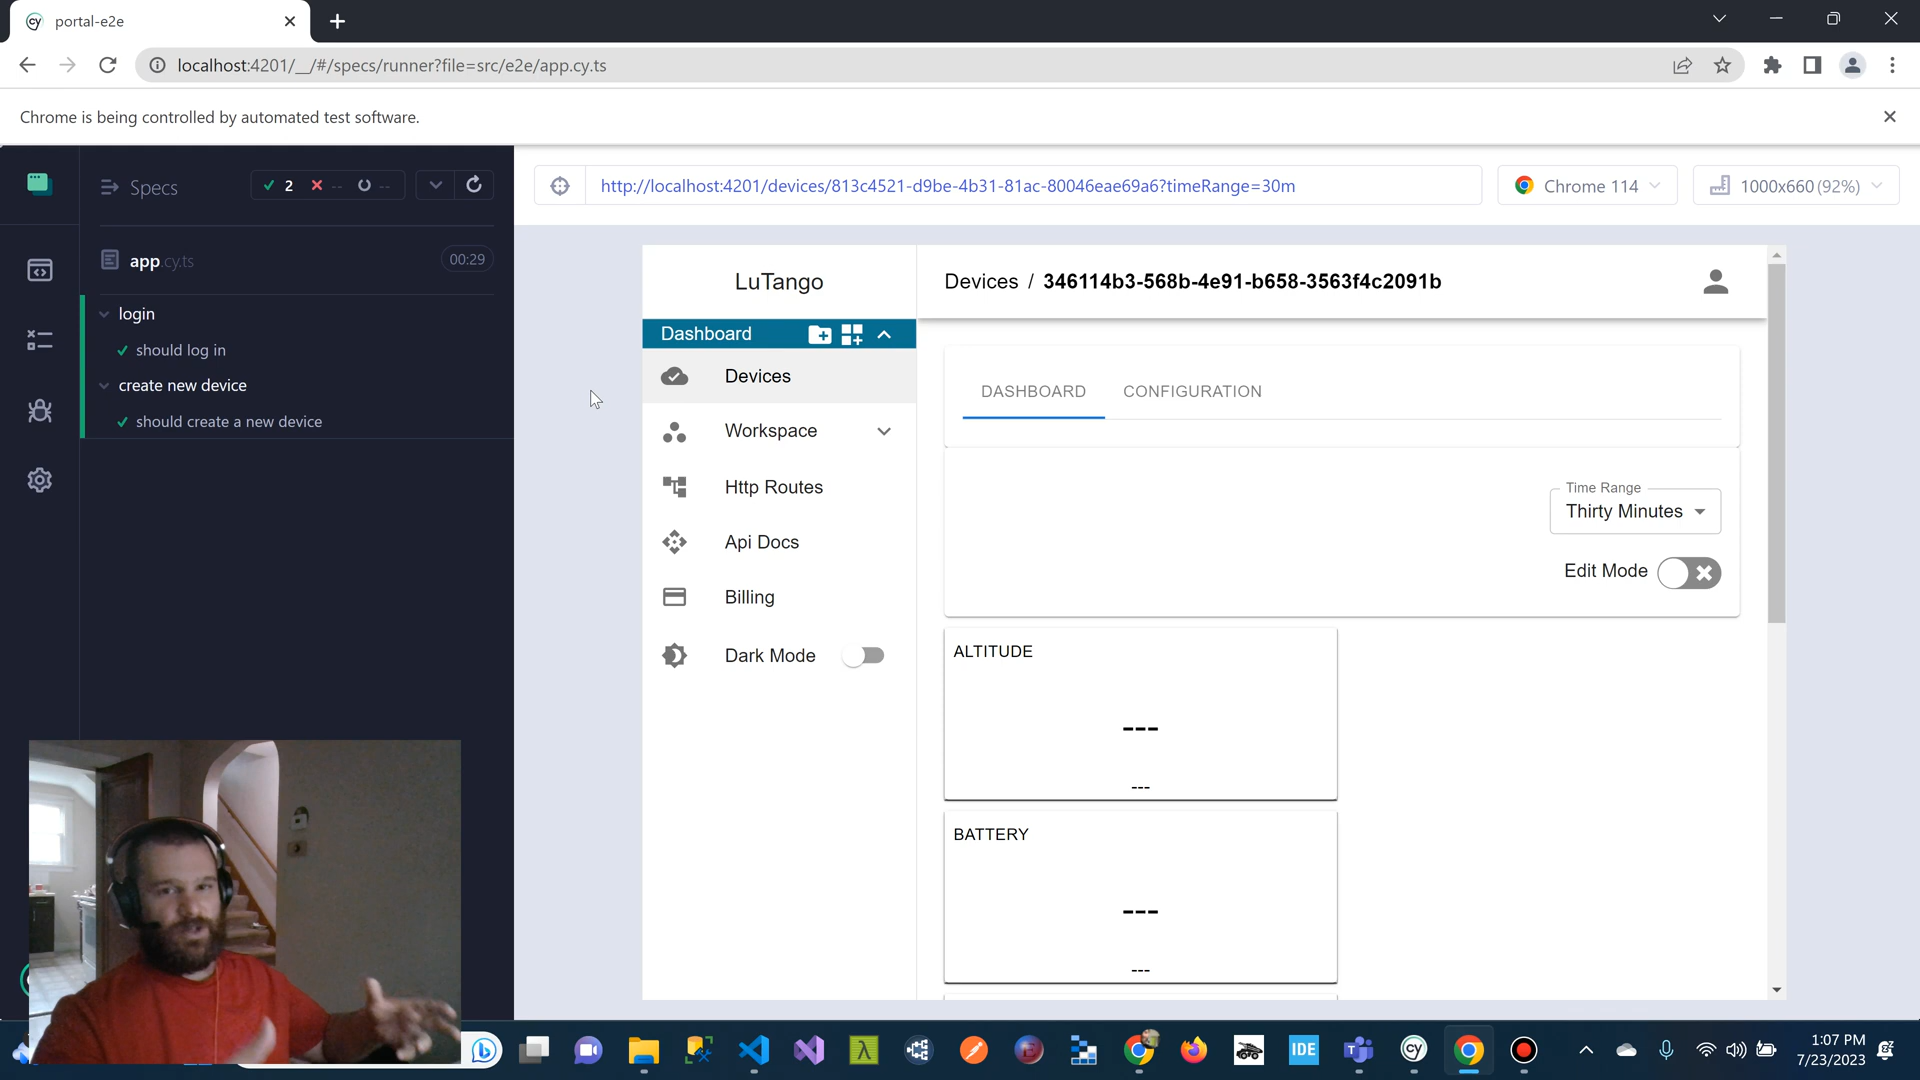 cy portal-e2e
localhost:4201/__/#/specs/runner?file=src/e2e/app.cy.ts
Chrome is being controlled by automated test software.
Specs
2 -- --
http://localhost:4201/devices/813c4521-d9be-4b31-81ac-80046eae69a6?timeRange=30m
Chrome 114
1000x660 (92%)
app.cy.ts
00:29
login
should log in
create new device
should create a new device
LuTango
Dashboard
Devices
Workspace
Http Routes
Api Docs
Billing
Dark Mode
Devices / 346114b3-568b-4e91-b658-3563f4c2091b
DASHBOARD CONFIGURATION
Time Range
Thirty Minutes
Edit Mode
ALTITUDE
---
---
BATTERY
---
---
λ
IDE
cy
1:07 PM
7/23/2023